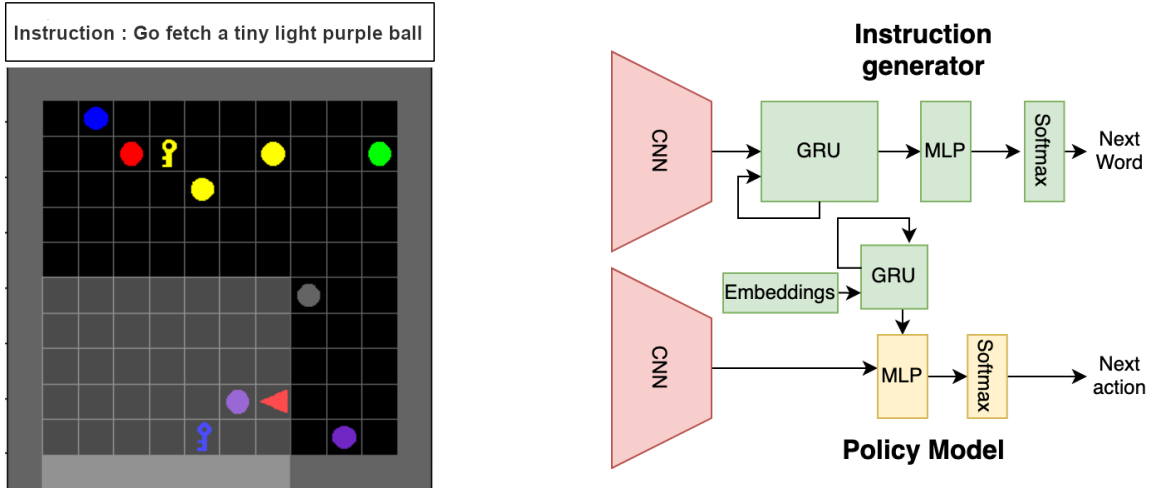 Instruction : Go fetch a tiny light purple ball
Instruction
generator
CNN
GRU
MLP
Softmax
Next
Word
CNN
Embeddings
GRU
MLP
Softmax
Next
action
Policy Model